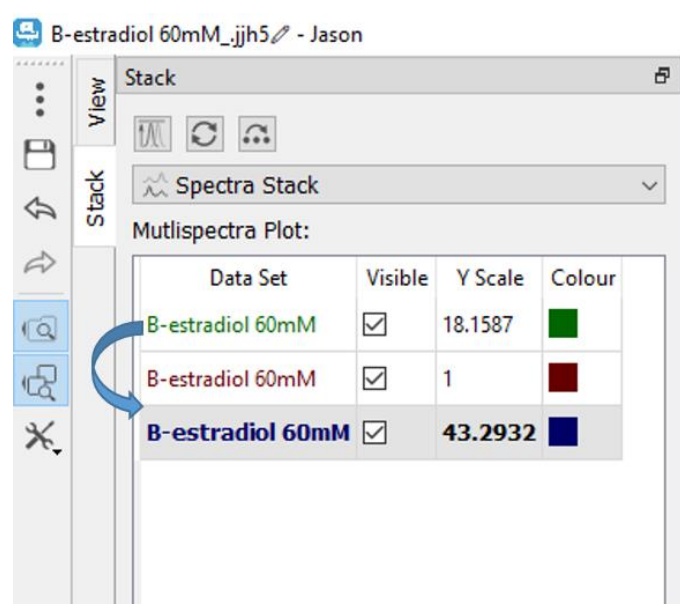 B-estradiol 60mM_.jjh5 - Jason
View
Stack
Stack
Spectra Stack
Mutlispectra Plot:
Data Set Visible Y Scale Colour
B-estradiol 60mM 18.1587
B-estradiol 60mM 1
B-estradiol 60mM 43.2932